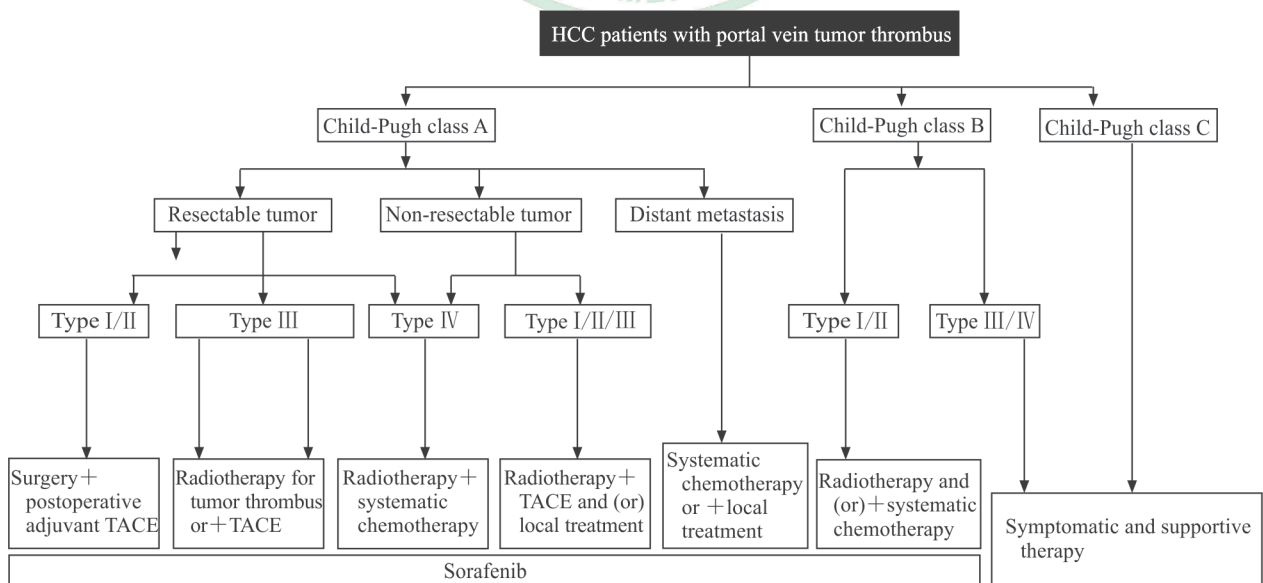 HCC patients with portal vein tumor thrombus
Child-Pugh class A
Child-Pugh class B
Child-Pugh class C
Resectable tumor
Non-resectable tumor
Distant metastasis
Type Ⅰ/Ⅱ
Type Ⅲ
Type Ⅳ
Type Ⅰ/Ⅱ/Ⅲ
Type Ⅰ/Ⅱ
Type Ⅲ/Ⅳ
Surgery+
postoperative
adjuvant TACE
Radiotherapy for
tumor thrombus
or+TACE
Radiotherapy+
systematic
chemotherapy
Radiotherapy+
TACE and (or)
local treatment
Systematic
chemotherapy
or +local
treatment
Radiotherapy and
(or)+systematic
chemotherapy
Symptomatic and supportive
therapy
Sorafenib